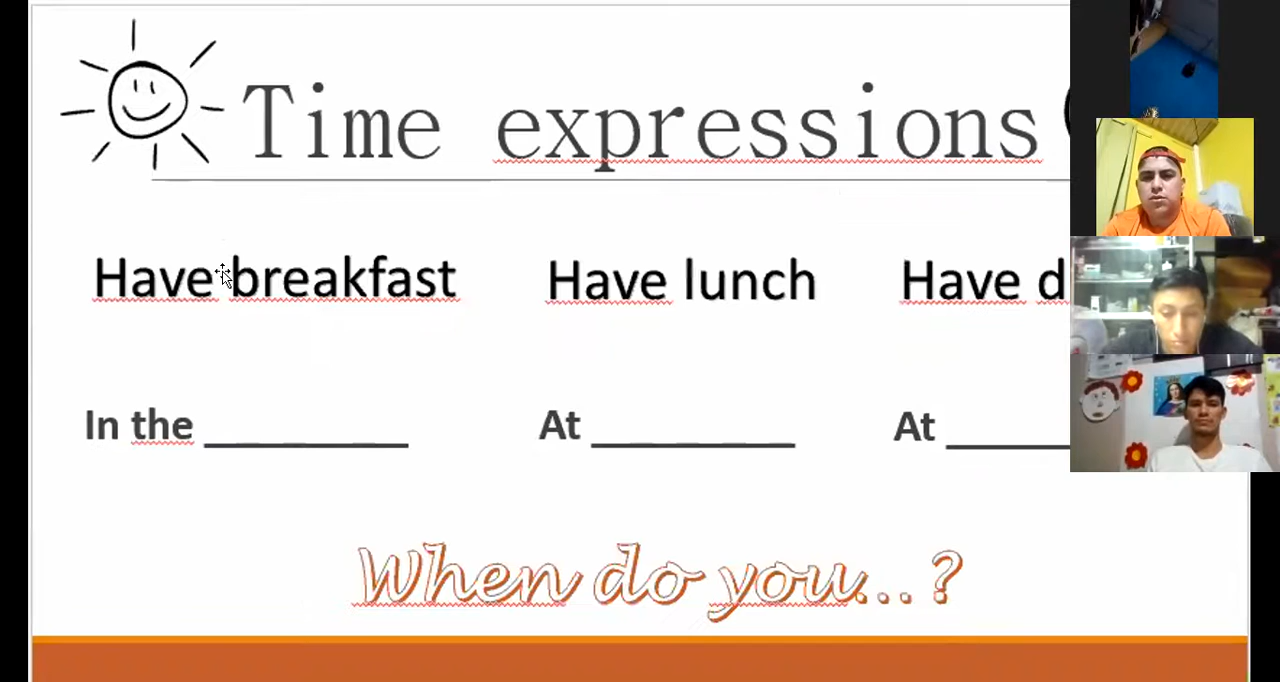 Time expressions
Have breakfast Have lunch Have d
In the __________ At __________ At ______
When do you...?